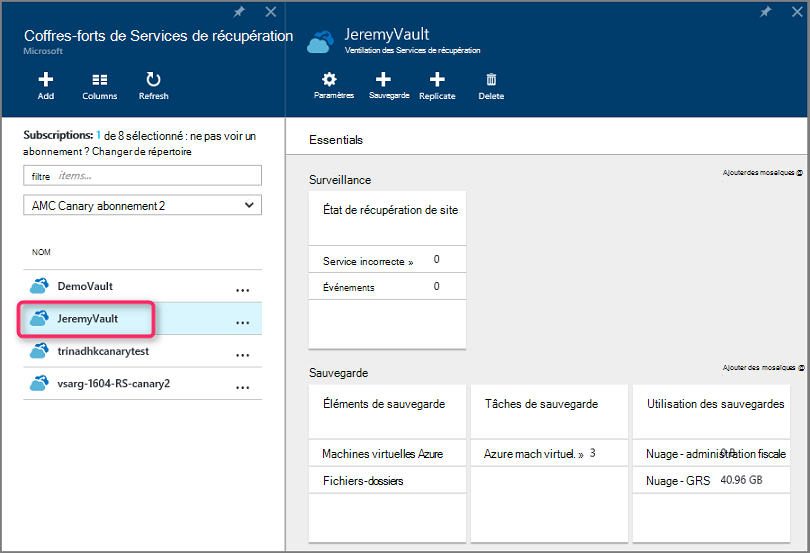 Coffres-forts de Services de récupération
Microsoft
Add
Columns
Refresh
Subscriptions: 1 de 8 sélectionné : ne pas voir un
abonnement ? Changer de répertoire
filtre items...
AMC Canary abonnement 2
NOM
DemoVault ...
JeremyVault ...
trinadhkcanarytest ...
vsarg-1604-RS-canary2 ...
JeremyVault
Ventilation des Services de récupération
Paramètres
Sauvegarde
Replicate
Delete
Essentials
Ajouter des mosaïques
Surveillance
État de récupération de site
Service incorrecte » 0
Événements 0
Ajouter des mosaïques
Sauvegarde
Éléments de sauvegarde
Machines virtuelles Azure
Fichiers-dossiers
Tâches de sauvegarde
Azure mach virtuel. » 3
Utilisation des sauvegardes
Nuage - administration fiscale
Nuage - GRS 40.96 GB